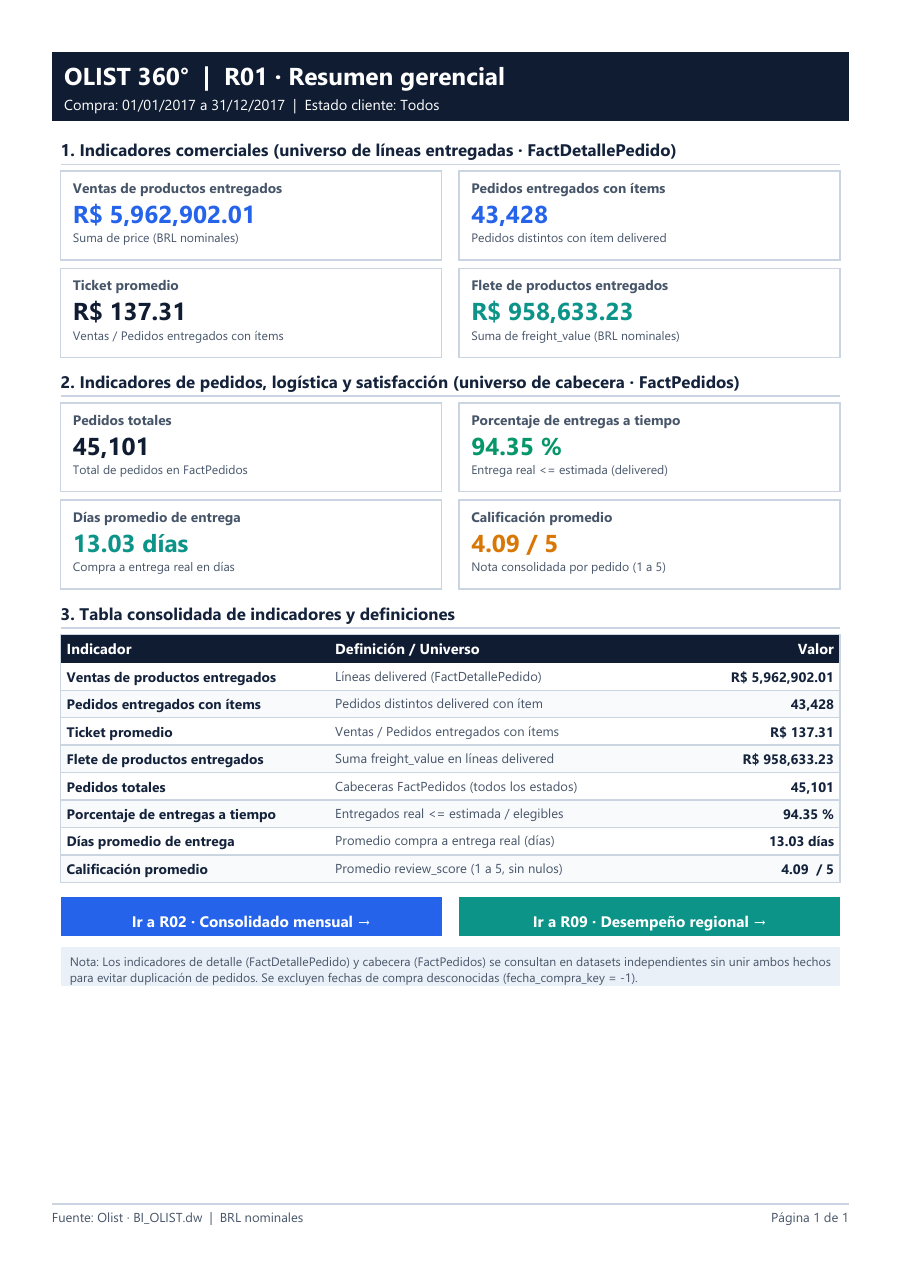 OLIST 360° | R01 · Resumen gerencial
Compra: 01/01/2017 a 31/12/2017 | Estado cliente: Todos
1. Indicadores comerciales (universo de líneas entregadas · FactDetallePedido)
Ventas de productos entregados
R$ 5,962,902.01
Suma de price (BRL nominales)
Pedidos entregados con ítems
43,428
Pedidos distintos con ítem delivered
Ticket promedio
R$ 137.31
Ventas / Pedidos entregados con ítems
Flete de productos entregados
R$ 958,633.23
Suma de freight_value (BRL nominales)
2. Indicadores de pedidos, logística y satisfacción (universo de cabecera · FactPedidos)
Pedidos totales
45,101
Total de pedidos en FactPedidos
Porcentaje de entregas a tiempo
94.35 %
Entrega real <= estimada (delivered)
Días promedio de entrega
13.03 días
Compra a entrega real en días
Calificación promedio
4.09 / 5
Nota consolidada por pedido (1 a 5)
3. Tabla consolidada de indicadores y definiciones
Indicador Definición / Universo Valor
Ventas de productos entregados Líneas delivered (FactDetallePedido) R$ 5,962,902.01
Pedidos entregados con ítems Pedidos distintos delivered con ítem 43,428
Ticket promedio Ventas / Pedidos entregados con ítems R$ 137.31
Flete de productos entregados Suma freight_value en líneas delivered R$ 958,633.23
Pedidos totales Cabeceras FactPedidos (todos los estados) 45,101
Porcentaje de entregas a tiempo Entregados real <= estimada / elegibles 94.35 %
Días promedio de entrega Promedio compra a entrega real (días) 13.03 días
Calificación promedio Promedio review_score (1 a 5, sin nulos) 4.09 / 5
Ir a R02 · Consolidado mensual →
Ir a R09 · Desempeño regional →
Nota: Los indicadores de detalle (FactDetallePedido) y cabecera (FactPedidos) se consultan en datasets independientes sin unir ambos hechos
para evitar duplicación de pedidos. Se excluyen fechas de compra desconocidas (fecha_compra_key = -1).
Fuente: Olist · BI_OLIST.dw | BRL nominales
Página 1 de 1